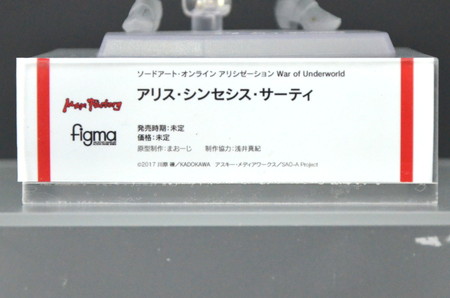 ソードアート・オンライン アリシゼーション War of Underworld
アリス・シンセシス・サーティ
Max Factory
figma
発売時期：未定
価格：未定
原型制作：まおーじ 制作協力：浅井真紀
©2017 川原 礫／KADOKAWA アスキー・メディアワークス／SAO-A Project